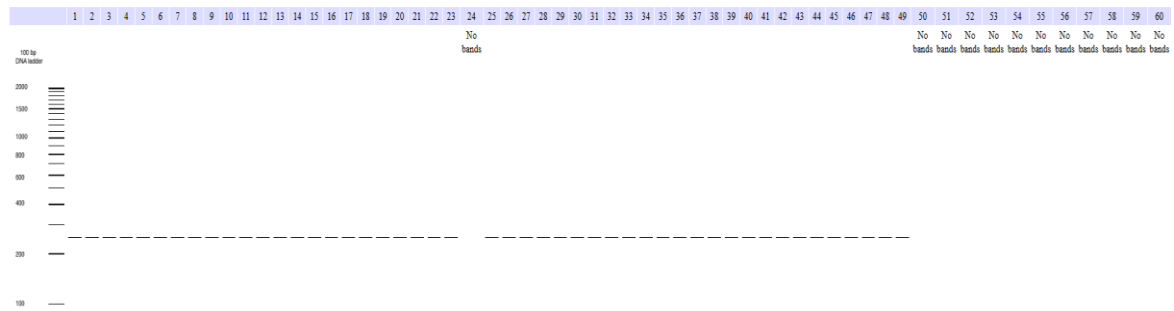 1 2 3 4 5 6 7 8 9 10 11 12 13 14 15 16 17 18 19 20 21 22 23 24 25 26 27 28 29 30 31 32 33 34 35 36 37 38 39 40 41 42 43 44 45 46 47 48 49 50 51 52 53 54 55 56 57 58 59 60
No No No No No No No No No No No No
bands bands bands bands bands bands bands bands bands bands bands bands
100 bp
DNA ladder
2000
1500
1000
800
600
400
200
100